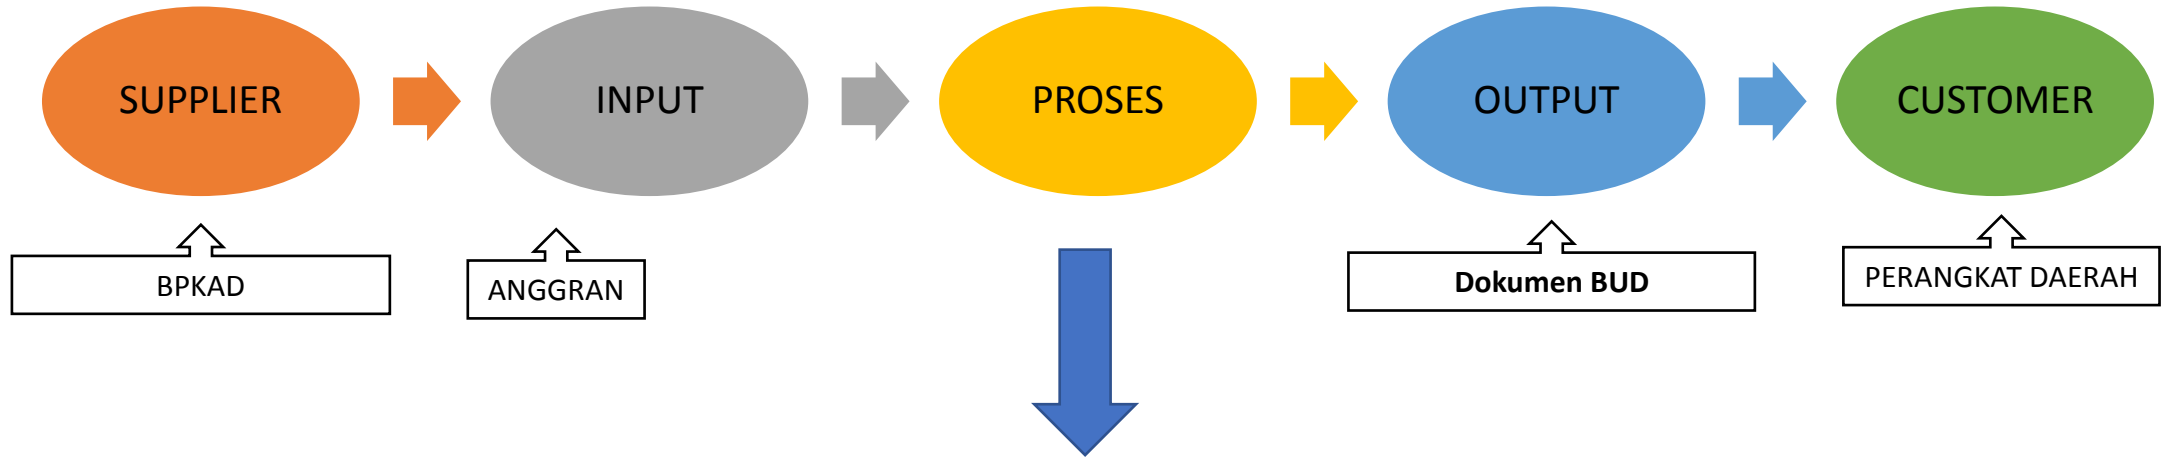 SUPPLIER
INPUT
PROSES
OUTPUT
CUSTOMER
BPKAD
ANGGRAN
Dokumen BUD
PERANGKAT DAERAH